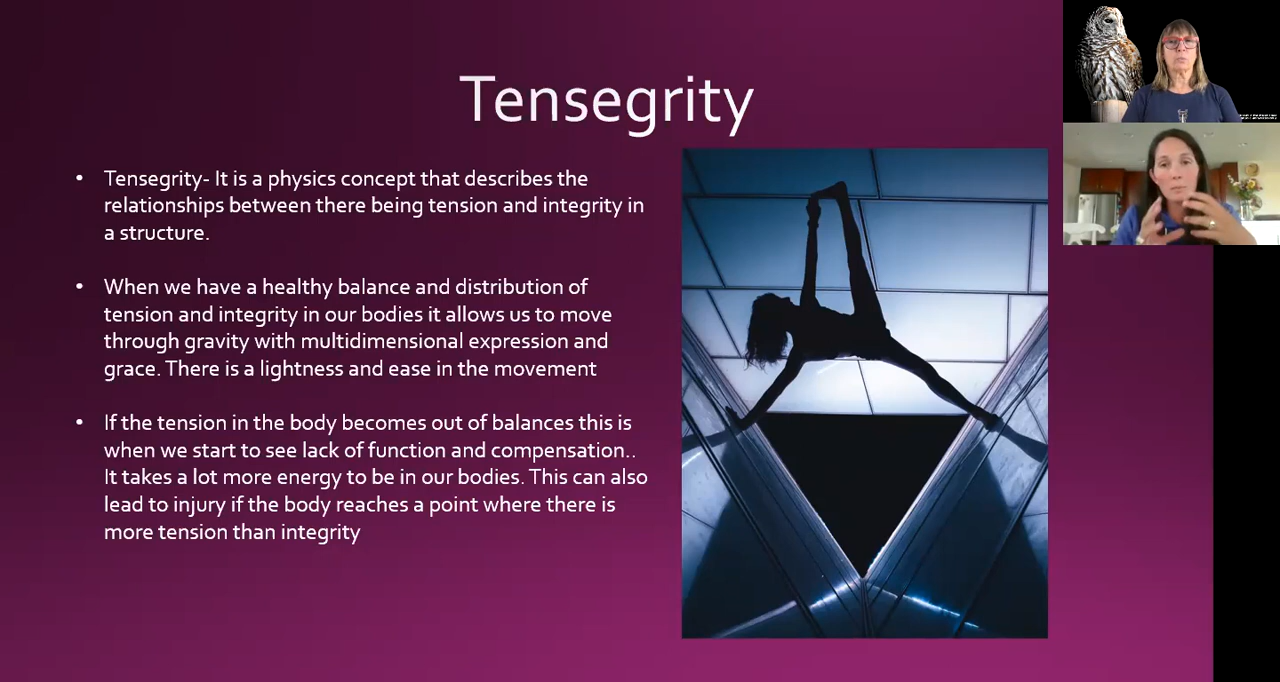 Tensegrity
• Tensegrity- It is a physics concept that describes the
relationships between there being tension and integrity in
a structure.
• When we have a healthy balance and distribution of
tension and integrity in our bodies it allows us to move
through gravity with multidimensional expression and
grace. There is a lightness and ease in the movement
• If the tension in the body becomes out of balances this is
when we start to see lack of function and compensation..
It takes a lot more energy to be in our bodies. This can also
lead to injury if the body reaches a point where there is
more tension than integrity